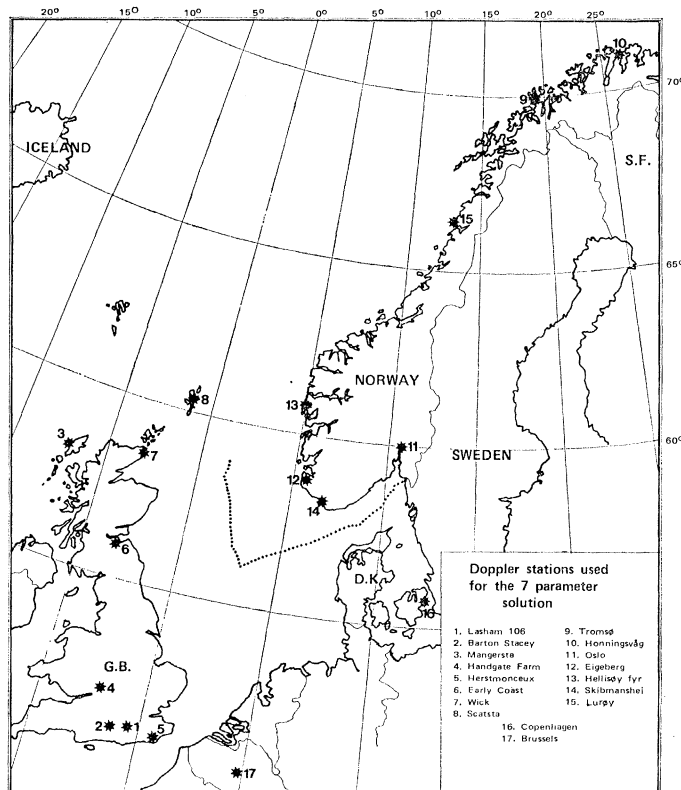 20° 15° 10° 5° 0° 5° 10° 15° 20° 25°
10
70°
9
ICELAND
S.F.
15
65°
8
13
NORWAY
3
7
11
60°
SWEDEN
12
14
6
D.K.
16
G.B.
4
2 1 5
17
Doppler stations used
for the 7 parameter
solution
1, Lasham 106
2. Barton Stacey
3. Mangersta
4. Handgate Farm
5. Herstmonceux
6. Early Coast
7. Wick
8. Scatsta
9. Tromsø
10. Honningsvåg
11. Oslo
12. Eigeberg
13. Hellisøy fyr
14. Skibmanshei
15. Lurøy
16. Copenhagen
17. Brussels